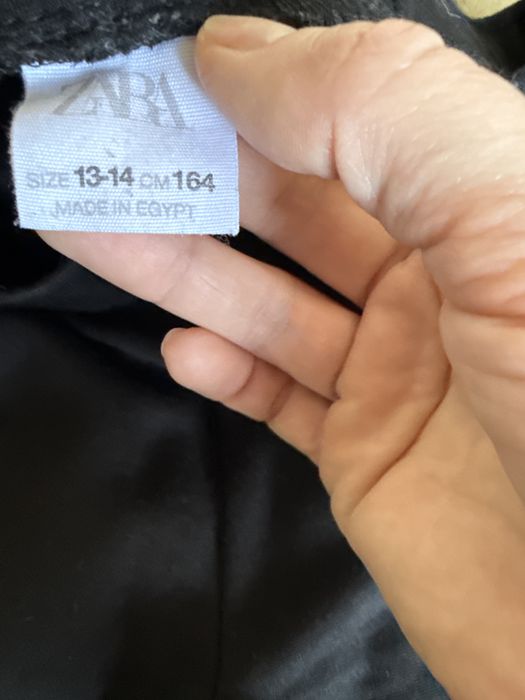 ZARA
SIZE 13-14 CM 164
MADE IN EGYPT